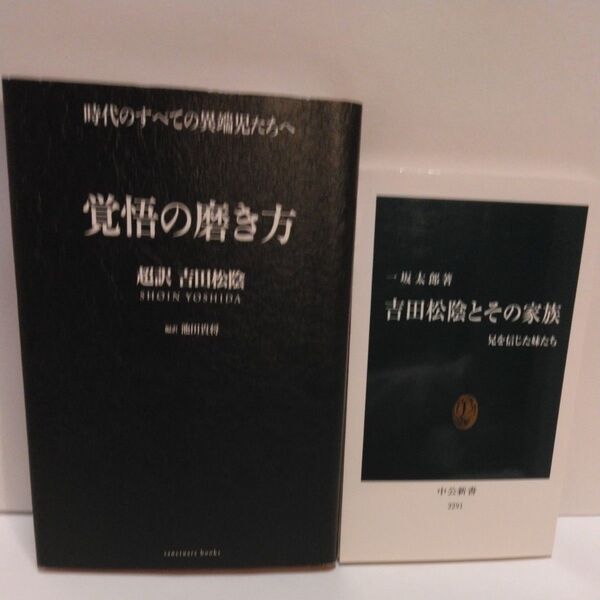 時代のすべての異端児たちへ
覚悟の磨き方
超訳 吉田松陰
SHOIN YOSHIDA
編訳 池田貴将
sanctuary books
一坂太郎著
吉田松陰とその家族
兄を信じた妹たち
中公新書
2291